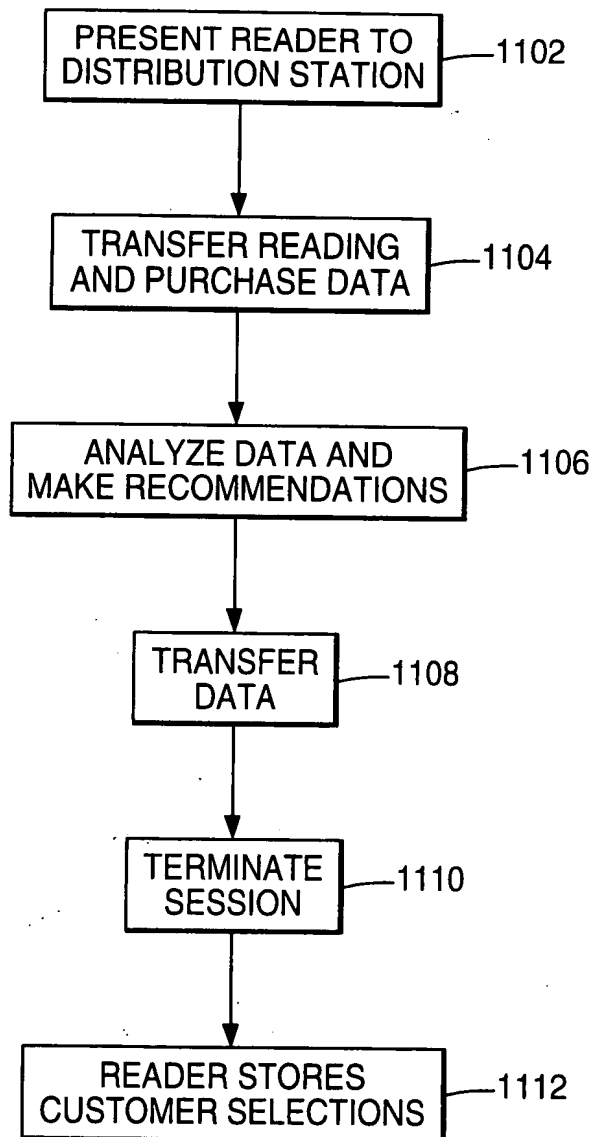 PRESENT READER TO
DISTRIBUTION STATION
1102
TRANSFER READING
AND PURCHASE DATA
1104
ANALYZE DATA AND
MAKE RECOMMENDATIONS
1106
TRANSFER
DATA
1108
TERMINATE
SESSION
1110
READER STORES
CUSTOMER SELECTIONS
1112